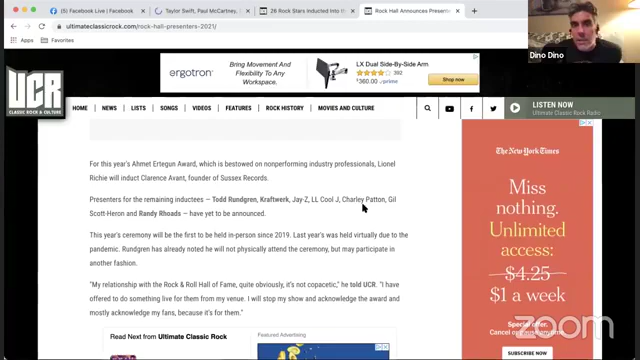 Facebook Live | Facebook
Taylor Swift, Paul McCartney,
26 Rock Stars Inducted Into th
Rock Hall Announces Presente
ultimateclassicrock.com/rock-hall-presenters-2021/
Apps
Bookmarks
Dino Dino
UCR
CLASSIC ROCK & CULTURE
ergotron
Bring Movement And
Flexibility To Any
Workspace.
LX Dual Side-By-Side Arm
392
$360.00 prime
Shop now
HOME NEWS LISTS SONGS VIDEOS FEATURES ROCK HISTORY MOVIES AND CULTURE
LISTEN NOW
Ultimate Classic Rock Radio
For this year's Ahmet Ertegun Award, which is bestowed on nonperforming industry professionals, Lionel
Richie will induct Clarence Avant, founder of Sussex Records.
Presenters for the remaining inductees — Todd Rundgren, Kraftwerk, Jay-Z, LL Cool J, Charley Patton, Gil
Scott-Heron and Randy Rhoads — have yet to be announced.
This year's ceremony will be the first to be held in-person since 2019. Last year's was held virtually due to the
pandemic. Rundgren has already noted he will not physically attend the ceremony, but may participate in
another fashion.
"My relationship with the Rock & Roll Hall of Fame, quite obviously, it's not copacetic," he told UCR. "I have
offered to do something live for them from my venue. I will stop my show and acknowledge the award and
mostly acknowledge my fans, because it's for them."
Read Next from Ultimate Classic Rock
Featured Advertising
The New York Times
Miss
nothing.
Unlimited
access:
$4.25
$1 a week
Special offer.
Cancel or pause anytime.
SUBSCRIBE NOW
zoom